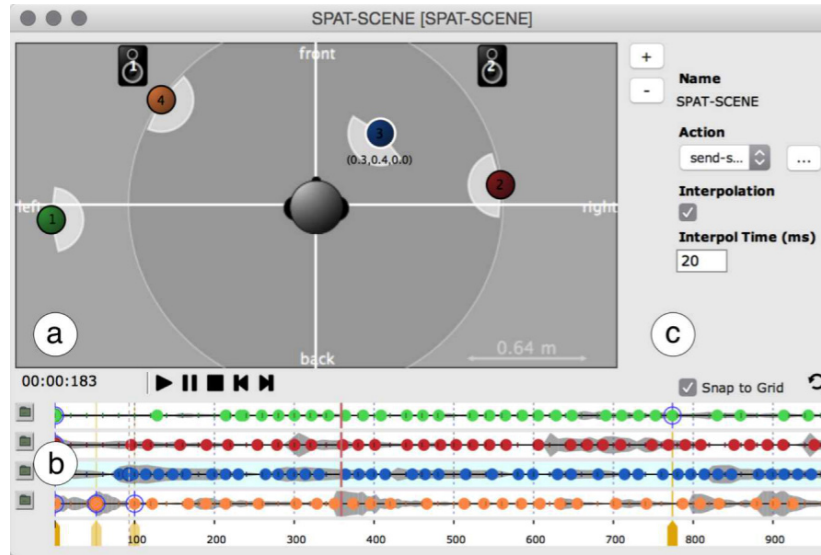 SPAT-SCENE [SPAT-SCENE]
front
1
2
4
3
(0.3,0.4,0.0)
2
1
left
right
back
0.64 m
a
+
-
Name
SPAT-SCENE
Action
send-s...
...
Interpolation
Interpol Time (ms)
20
c
00:00:183
Snap to Grid
b
100
200
300
400
500
600
700
800
900